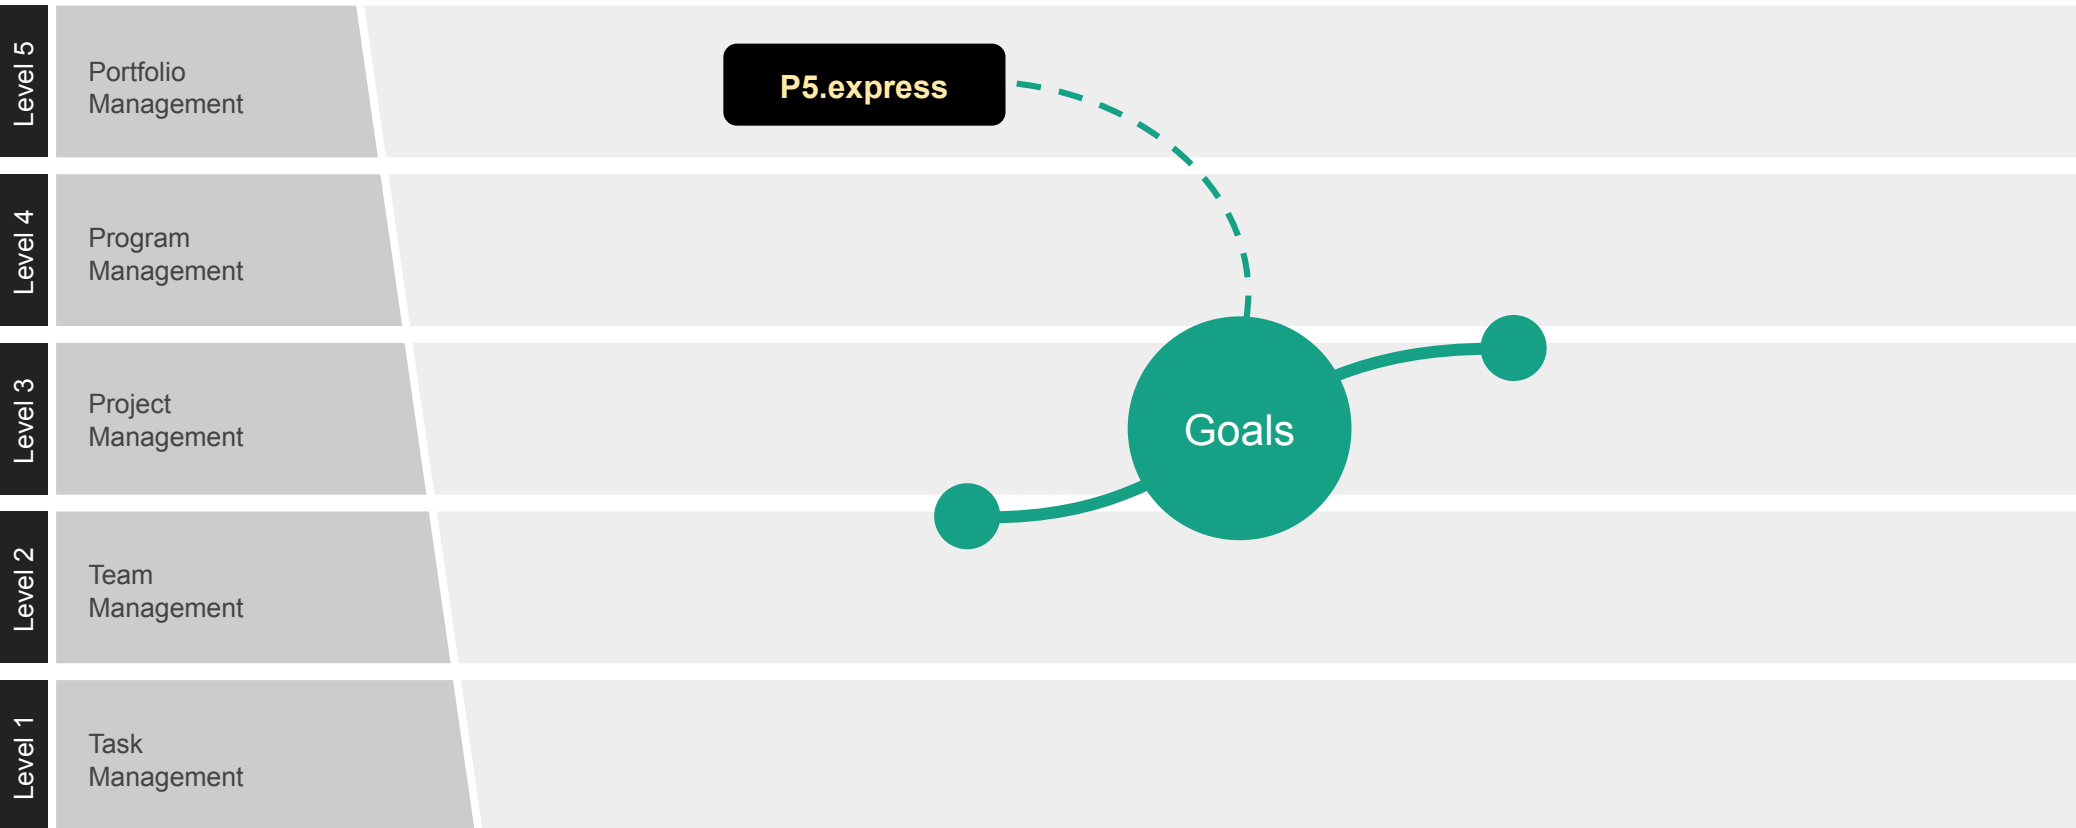 Level 5
Portfolio
Management
P5.express
Level 4
Program
Management
Level 3
Project
Management
Goals
Level 2
Team
Management
Level 1
Task
Management